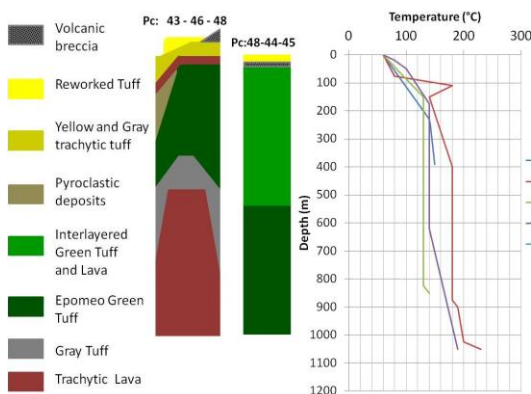 Pc: 43 - 46 - 48
Pc:48-44-45
Volcanic
breccia
Reworked Tuff
Yellow and Gray
trachytic tuff
Pyroclastic
deposits
Interlayered
Green Tuff
and Lava
Epomeo Green
Tuff
Gray Tuff
Trachytic Lava
Temperature (°C)
0 100 200 300
Depth (m)
0
100
200
300
400
500
600
700
800
900
1000
1100
1200